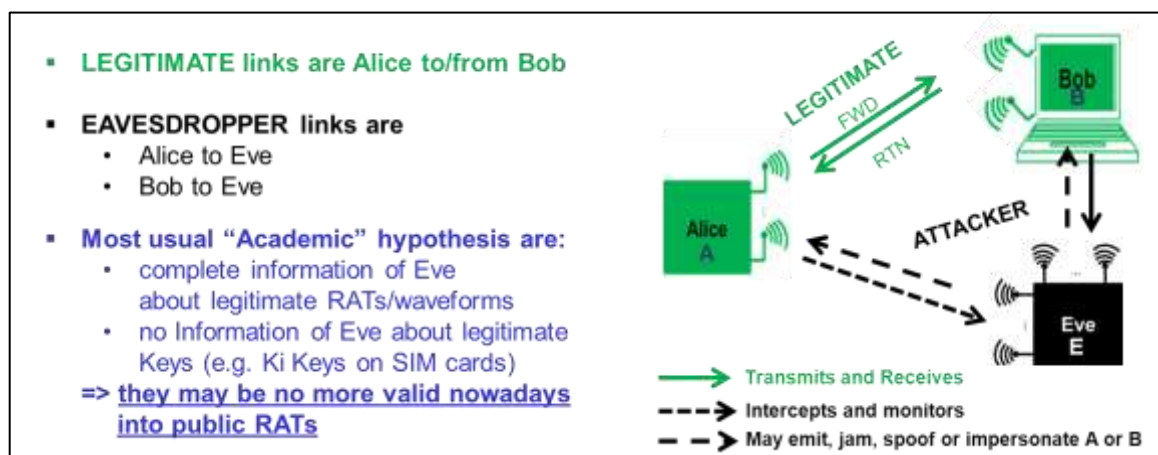 ▪ LEGITIMATE links are Alice to/from Bob
▪ EAVESDROPPER links are
• Alice to Eve
• Bob to Eve
▪ Most usual “Academic” hypothesis are:
• complete information of Eve
about legitimate RATs/waveforms
• no Information of Eve about legitimate
Keys (e.g. Ki Keys on SIM cards)
=> they may be no more valid nowadays
into public RATs
LEGITIMATE
FWD
RTN
Bob
B
Alice
A
ATTACKER
...
Eve
E
Transmits and Receives
Intercepts and monitors
May emit, jam, spoof or impersonate A or B